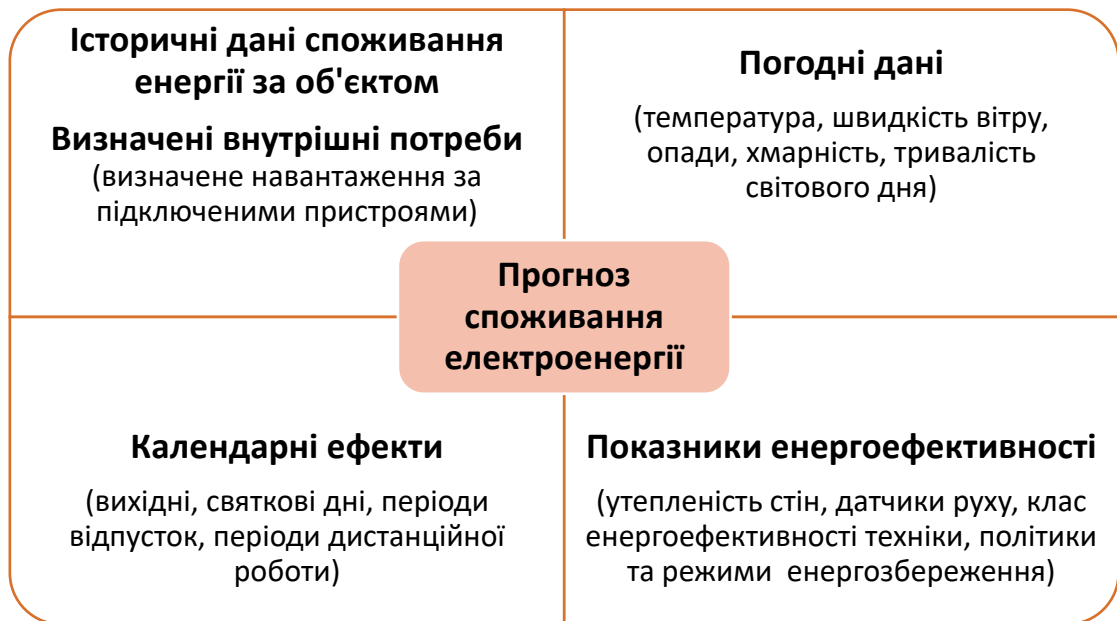 Історичні дані споживання
енергії за об'єктом
Визначені внутрішні потреби
(визначене навантаження за
підключеними пристроями)
Погодні дані
(температура, швидкість вітру,
опади, хмарність, тривалість
світового дня)
Прогноз
споживання
електроенергії
Календарні ефекти
(вихідні, святкові дні, періоди
відпусток, періоди дистанційної
роботи)
Показники енергоефективності
(утепленість стін, датчики руху, клас
енергоефективності техніки, політики
та режими енергозбереження)